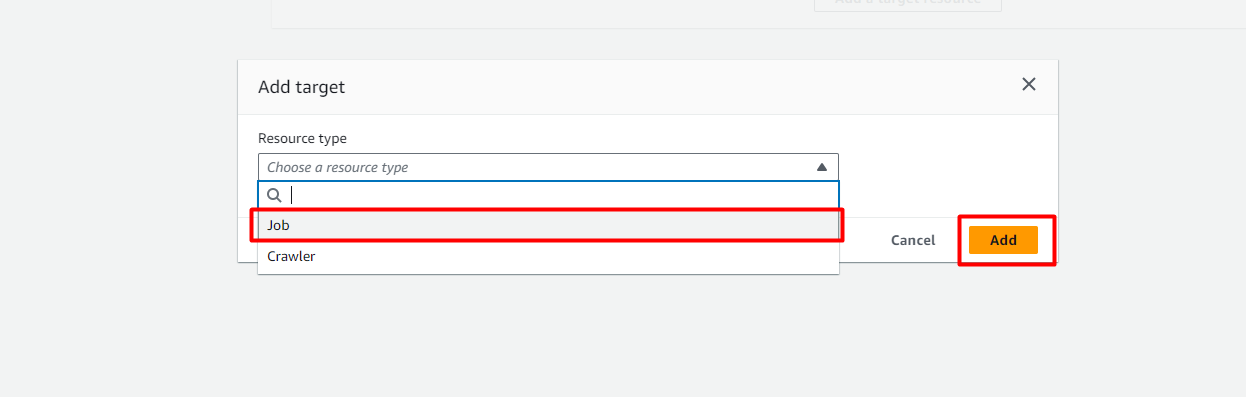 Add a target resource
Add target
Resource type
Choose a resource type
Job
Crawler
Cancel
Add